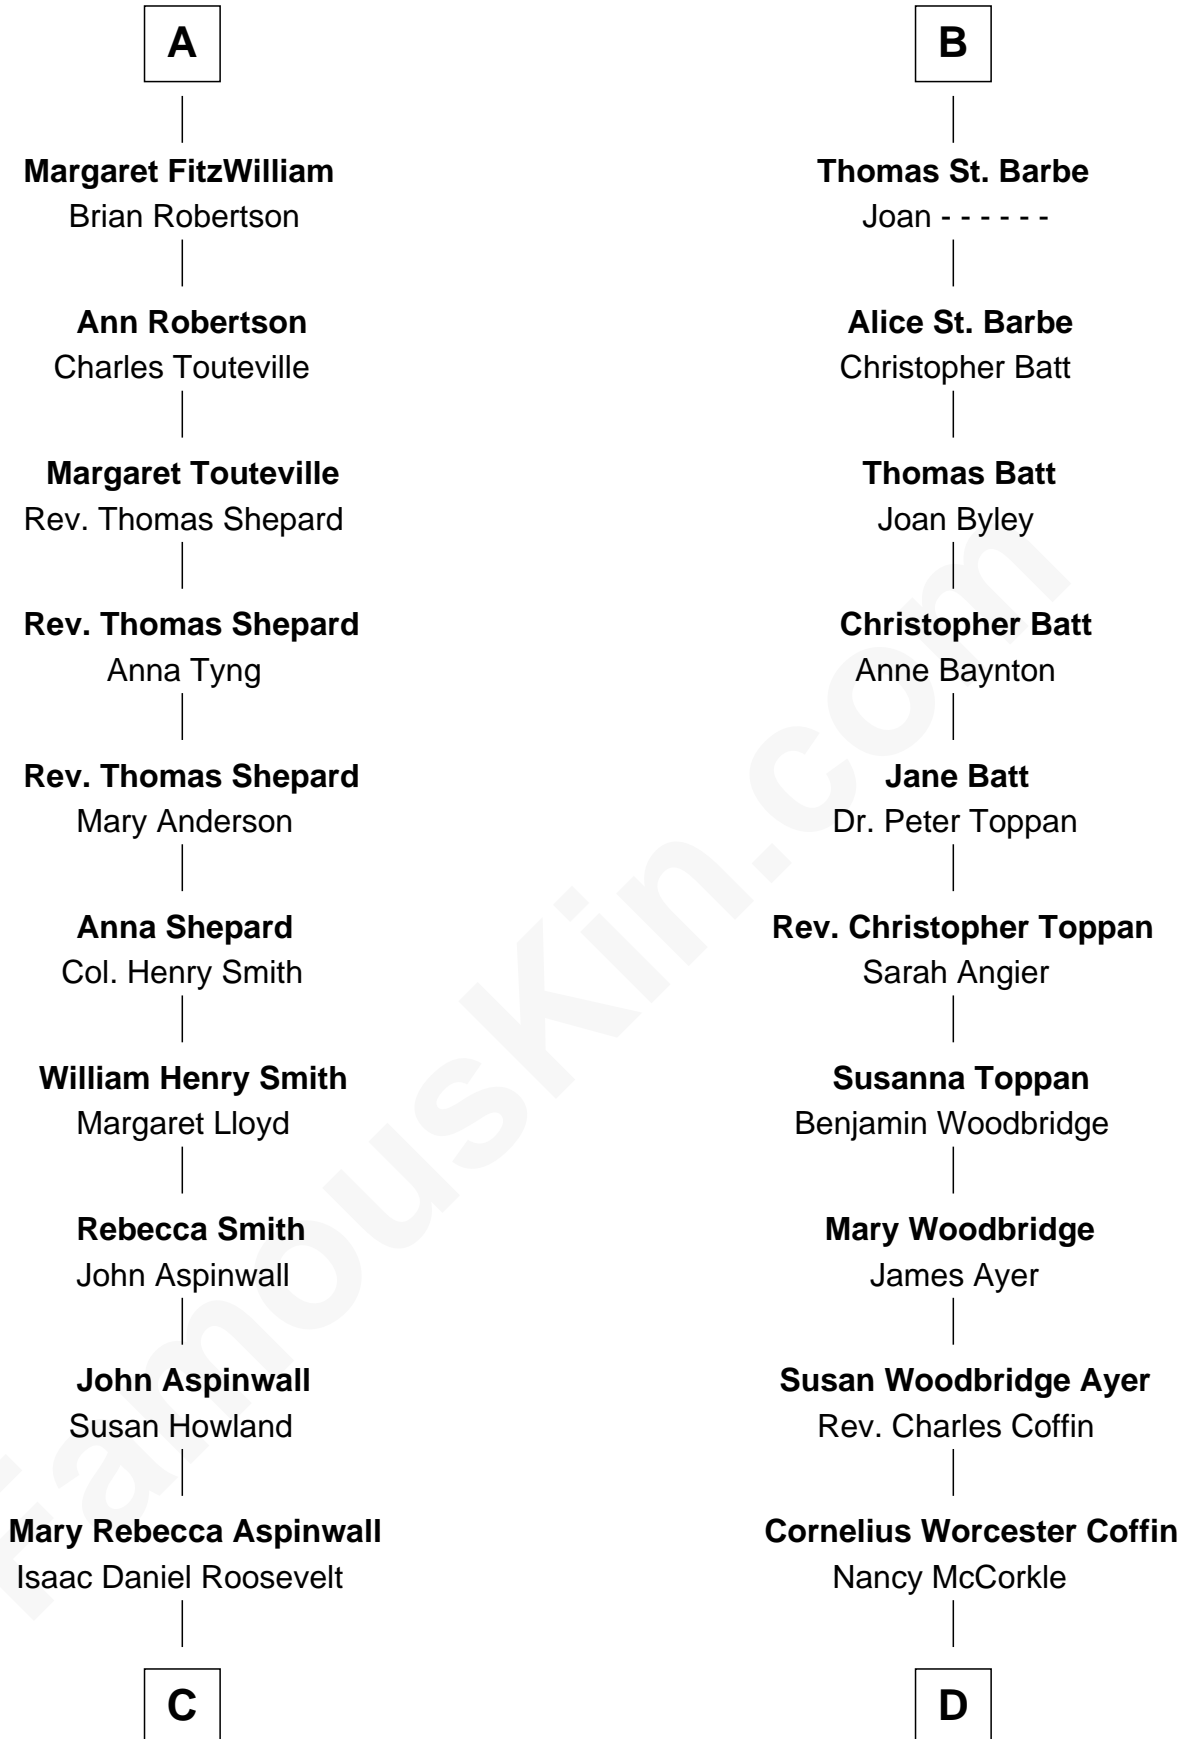 A
Margaret FitzWilliam
Brian Robertson
Ann Robertson
Charles Touteville
Margaret Touteville
Rev. Thomas Shepard
Rev. Thomas Shepard
Anna Tyng
Rev. Thomas Shepard
Mary Anderson
Anna Shepard
Col. Henry Smith
William Henry Smith
Margaret Lloyd
Rebecca Smith
John Aspinwall
John Aspinwall
Susan Howland
Mary Rebecca Aspinwall
Isaac Daniel Roosevelt
C
B
Thomas St. Barbe
Joan - - - - - -
Alice St. Barbe
Christopher Batt
Thomas Batt
Joan Byley
Christopher Batt
Anne Baynton
Jane Batt
Dr. Peter Toppan
Rev. Christopher Toppan
Sarah Angier
Susanna Toppan
Benjamin Woodbridge
Mary Woodbridge
James Ayer
Susan Woodbridge Ayer
Rev. Charles Coffin
Cornelius Worcester Coffin
Nancy McCorkle
D
FamousKin.com